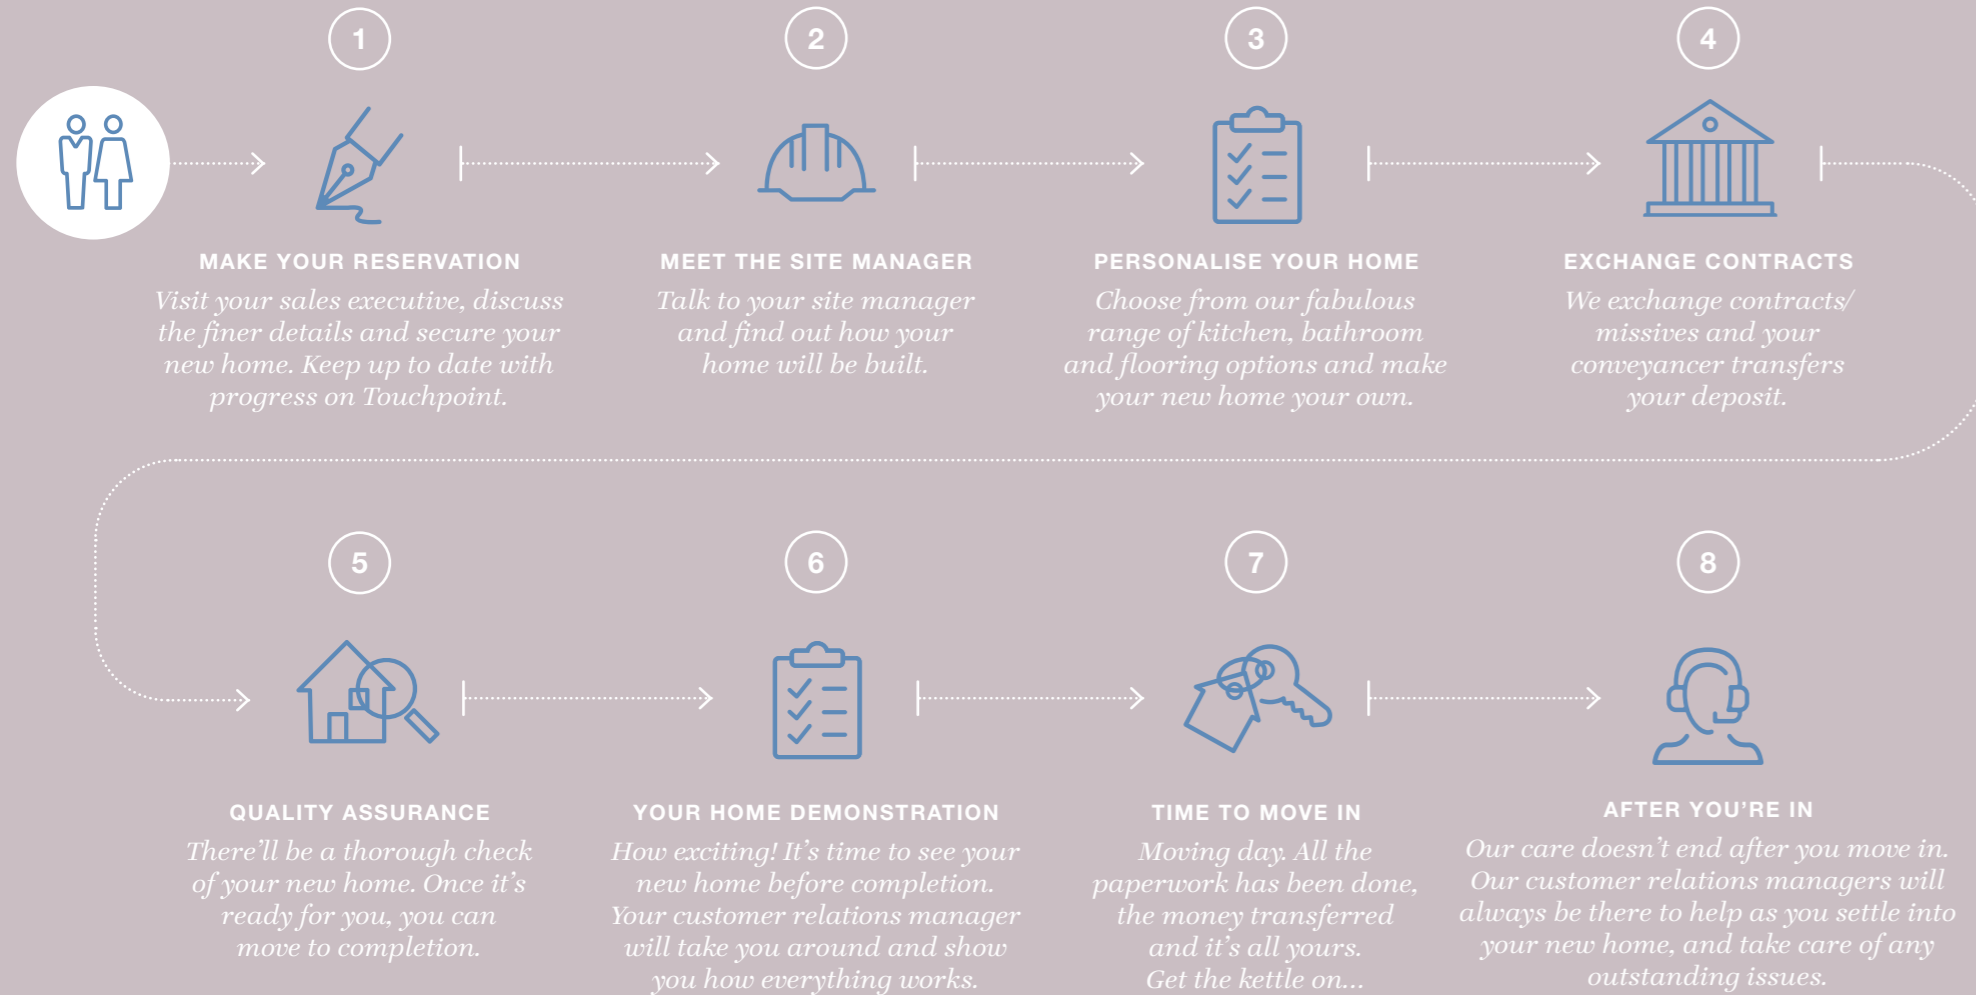 1
MAKE YOUR RESERVATION
Visit your sales executive, discuss
the finer details and secure your
new home. Keep up to date with
progress on Touchpoint.
2
MEET THE SITE MANAGER
Talk to your site manager
and find out how your
home will be built.
3
PERSONALISE YOUR HOME
Choose from our fabulous
range of kitchen, bathroom
and flooring options and make
your new home your own.
4
EXCHANGE CONTRACTS
We exchange contracts/
missives and your
conveyancer transfers
your deposit.
5
QUALITY ASSURANCE
There’ll be a thorough check
of your new home. Once it’s
ready for you, you can
move to completion.
6
YOUR HOME DEMONSTRATION
How exciting! It’s time to see your
new home before completion.
Your customer relations manager
will take you around and show
you how everything works.
7
TIME TO MOVE IN
Moving day. All the
paperwork has been done,
the money transferred
and it’s all yours.
Get the kettle on...
8
AFTER YOU’RE IN
Our care doesn’t end after you move in.
Our customer relations managers will
always be there to help as you settle into
your new home, and take care of any
outstanding issues.